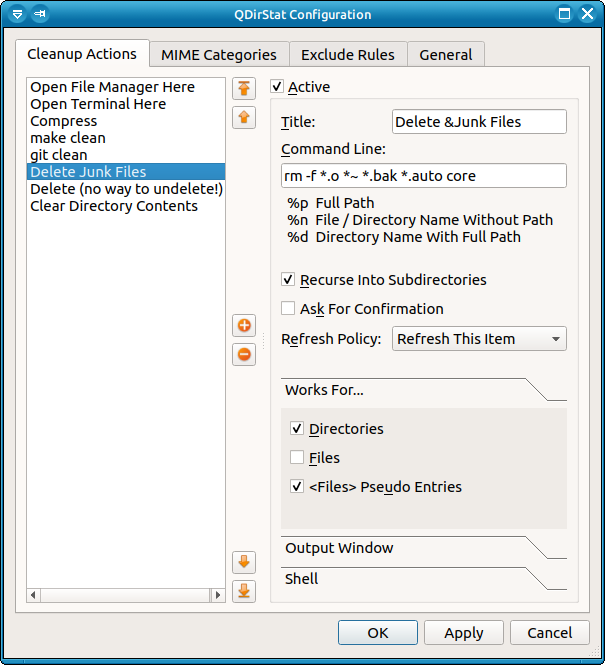 QDirStat Configuration
Cleanup Actions
MIME Categories
Exclude Rules
General
Open File Manager Here
Open Terminal Here
Compress
make clean
git clean
Delete Junk Files
Delete (no way to undelete!)
Clear Directory Contents
Active
Title:
Delete &Junk Files
Command Line:
rm -f *.o *~ *.bak *.auto core
%p Full Path
%n File / Directory Name Without Path
%d Directory Name With Full Path
Recurse Into Subdirectories
Ask For Confirmation
Refresh Policy:
Refresh This Item
Works For...
Directories
Files
<Files> Pseudo Entries
Output Window
Shell
OK
Apply
Cancel